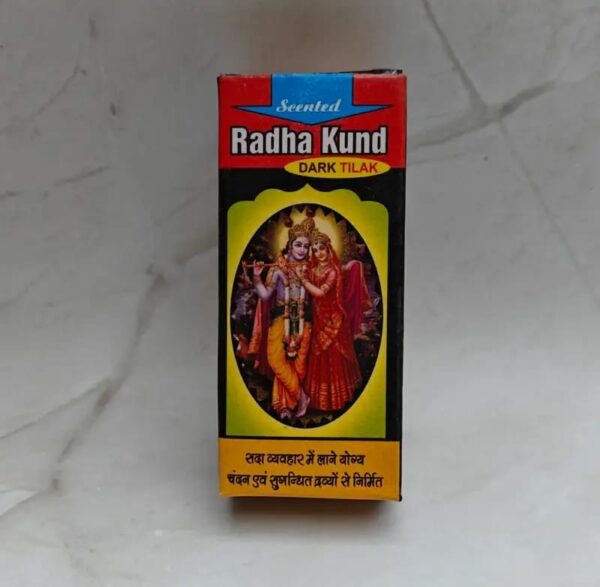 Scented
Radha Kund
DARK TILAK
सदा व्यवहार में लाने योग्य
चंदन एवं सुगन्धित द्रव्यों से निर्मित